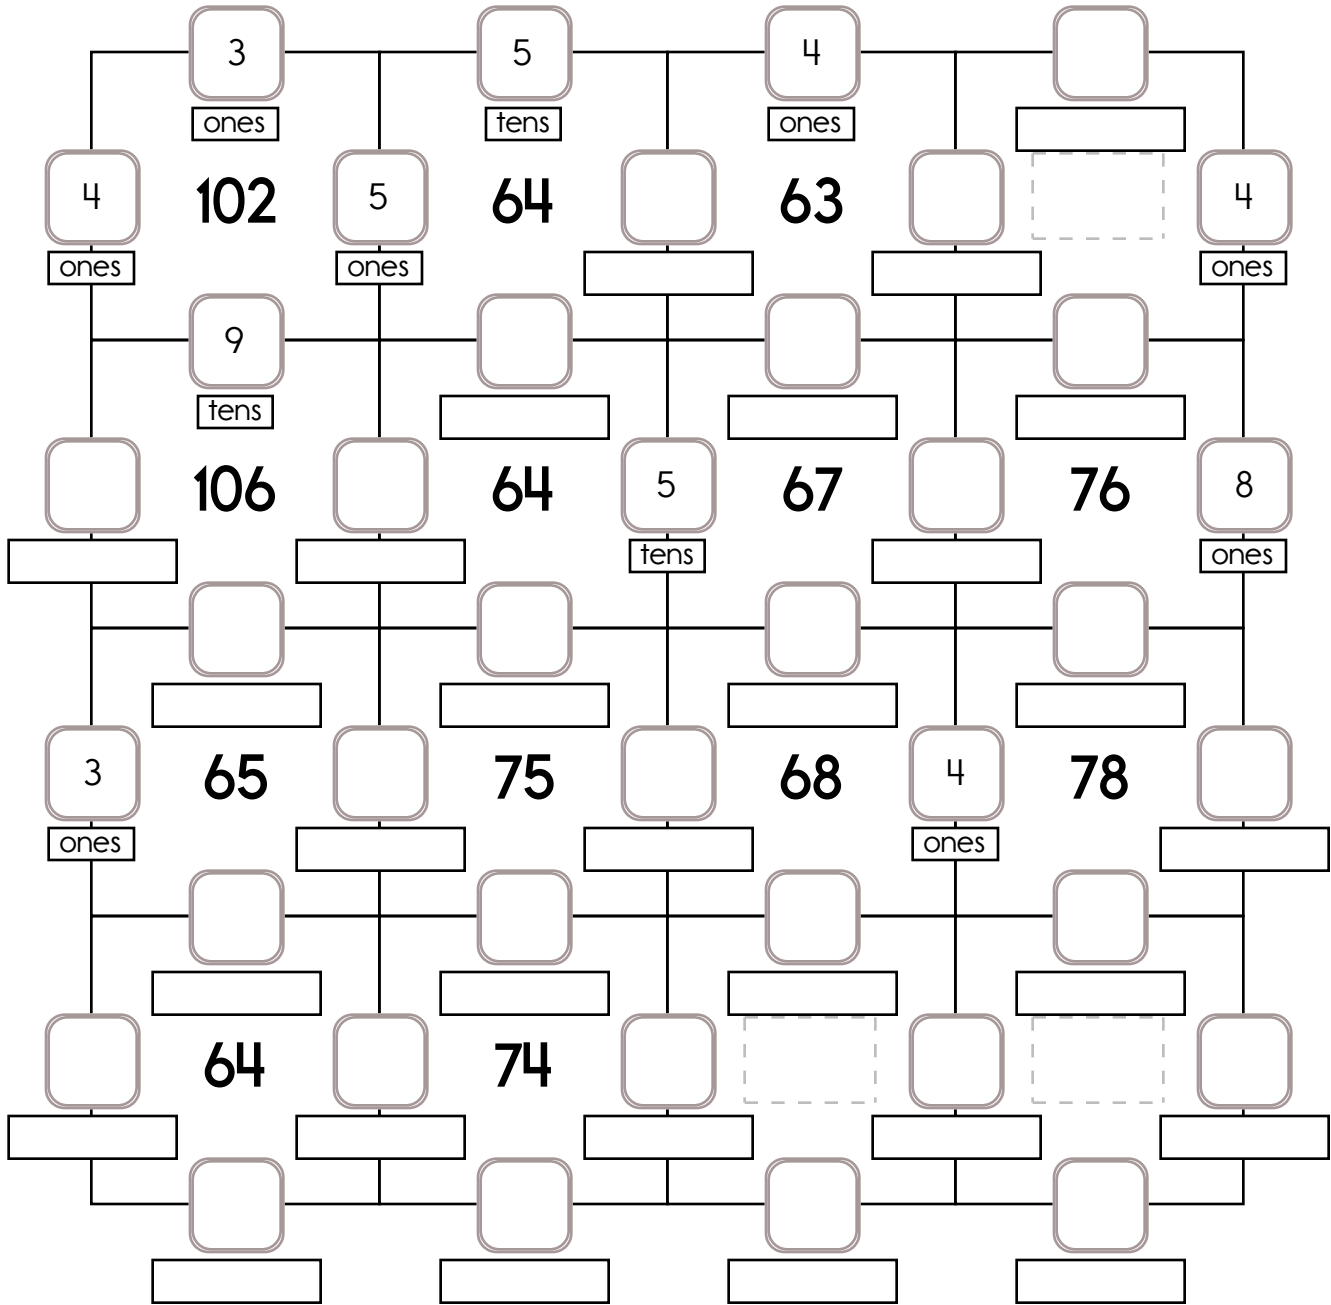 3 5 4
ones tens ones
4 102 5 64 63 4
ones ones ones
9
tens
106 64 5 67 76 8
tens ones
3 65 75 68 4 78
ones ones
64 74